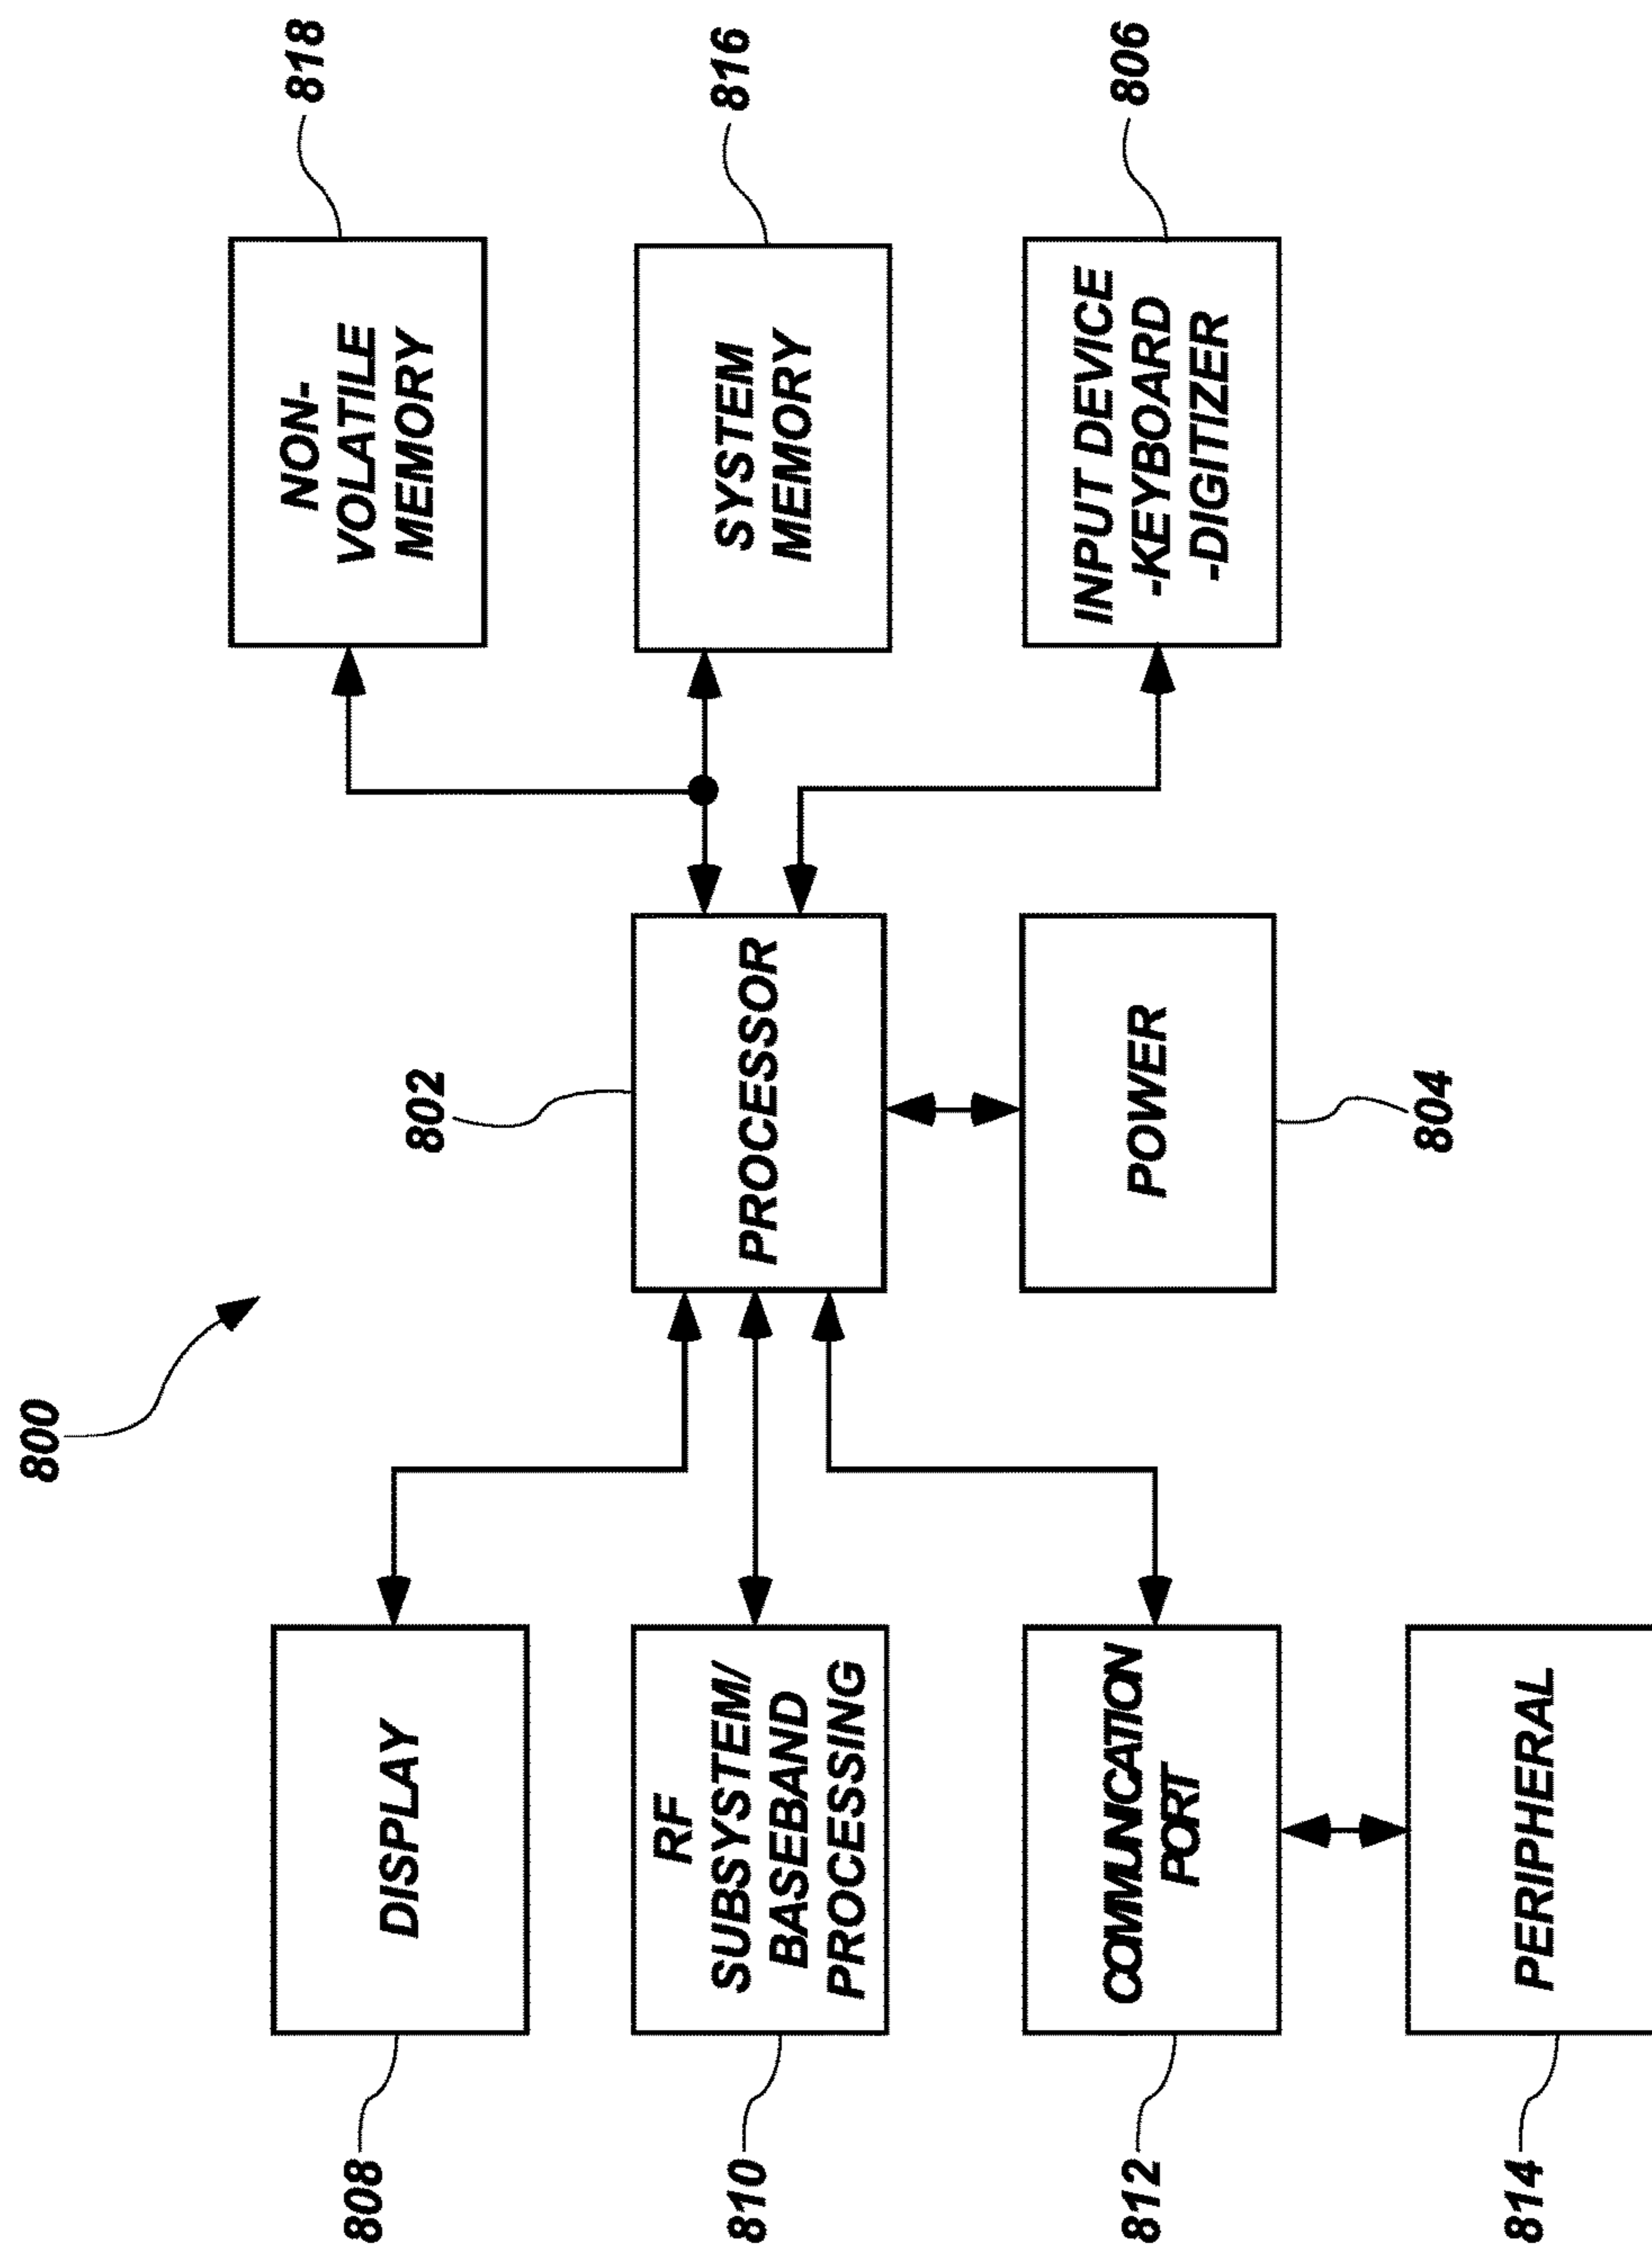 800
808
DISPLAY
810
RF
SUBSYSTEM/
BASEBAND
PROCESSING
812
COMMUNICATION
PORT
814
PERIPHERAL
802
PROCESSOR
POWER
804
818
NON-
VOLATILE
MEMORY
816
SYSTEM
MEMORY
806
INPUT DEVICE
-KEYBOARD
-DIGITIZER